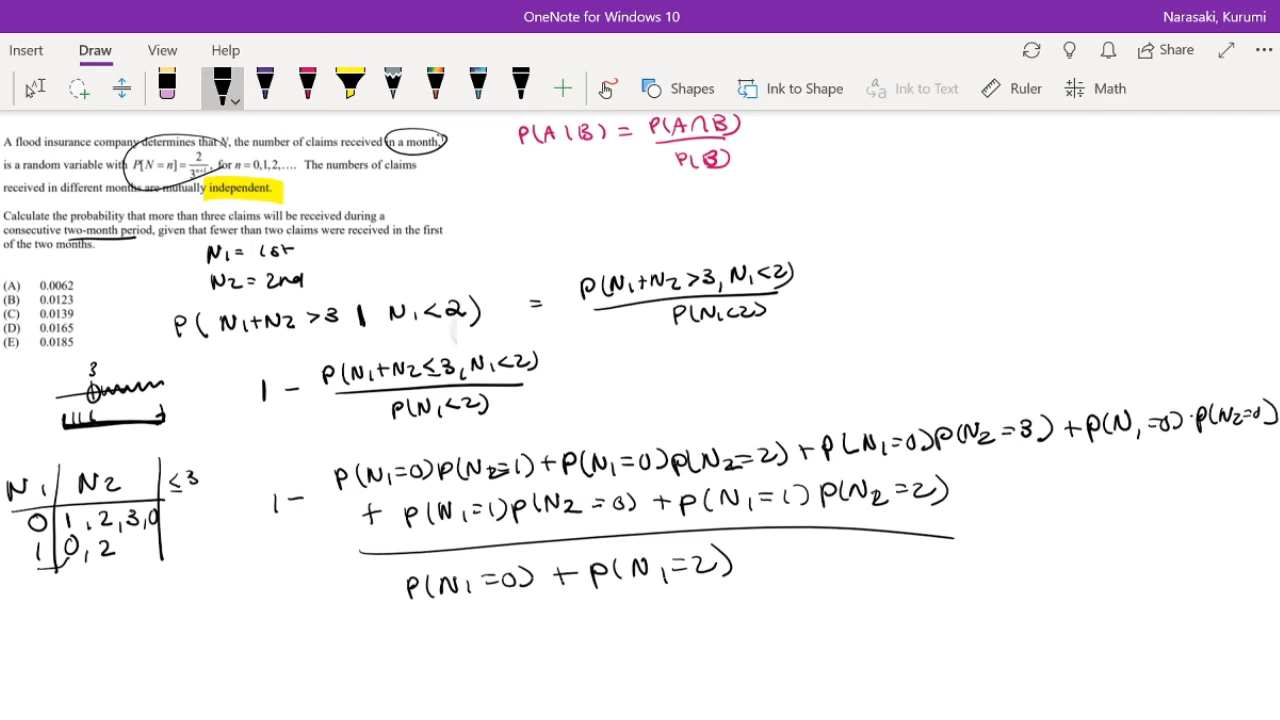 OneNote for Windows 10
Narasaki, Kurumi
Insert Draw View Help
Share
Shapes Ink to Shape Ink to Text Ruler Math
A flood insurance company determines that N, the number of claims received in a month,
is a random variable with P[N = n] = 2/3^(n+1), for n = 0,1,2,.... The numbers of claims
received in different months are mutually independent.
Calculate the probability that more than three claims will be received during a
consecutive two-month period, given that fewer than two claims were received in the first
of the two months.
(A) 0.0062
(B) 0.0123
(C) 0.0139
(D) 0.0165
(E) 0.0185
P(A|B) = P(A∩B)/P(B)
N1 = 1st
N2 = 2nd
P(N1+N2 >3 | N1<2) = P(N1+N2>3, N1<2)/P(N1<2)
3
1 - P(N1+N2≤3, N1<2)/P(N1<2)
N1 N2 ≤3
0 1,2,3,0
1 0,2
1 - P(N1=0)P(N2=1)+P(N1=0)P(N2=2)+P(N1=0)P(N2=3)+P(N1=0)·P(N2=0)
+ P(N1=1)P(N2=0) + P(N1=1)P(N2=2)
P(N1=0) + P(N1=2)